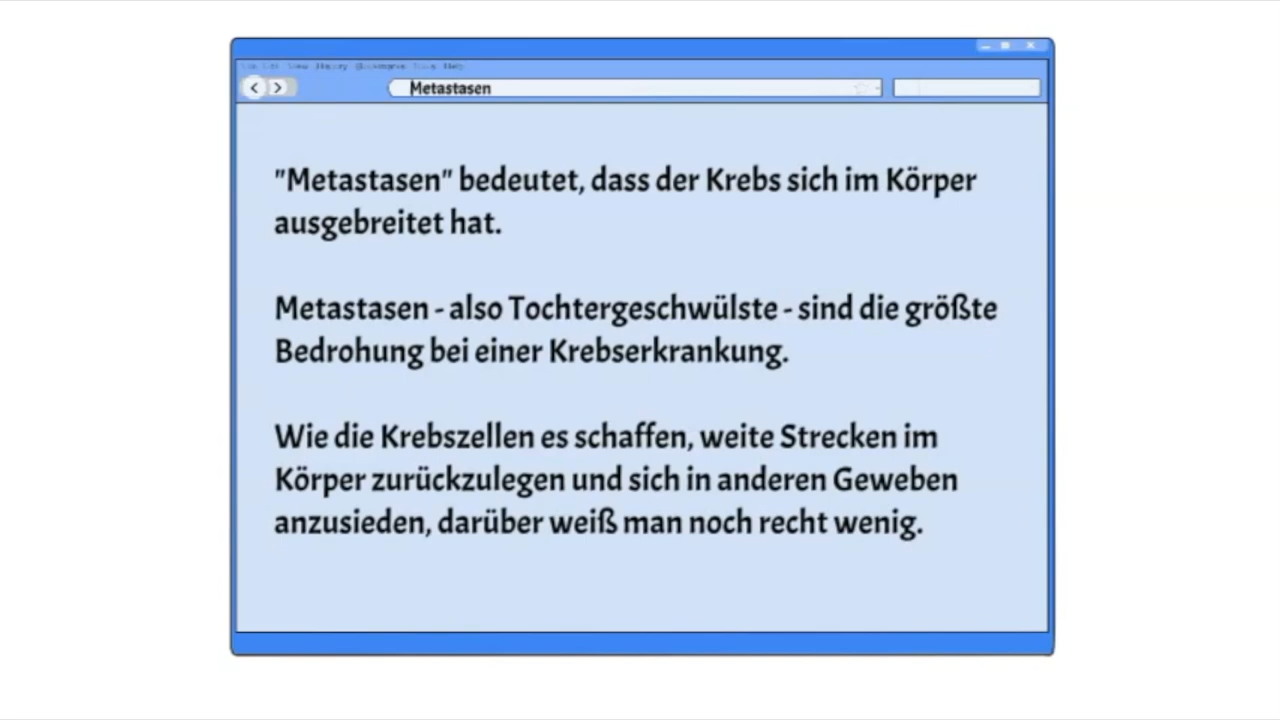 Metastasen
"Metastasen" bedeutet, dass der Krebs sich im Körper
ausgebreitet hat.
Metastasen - also Tochtergeschwülste - sind die größte
Bedrohung bei einer Krebserkrankung.
Wie die Krebszellen es schaffen, weite Strecken im
Körper zurückzulegen und sich in anderen Geweben
anzusieden, darüber weiß man noch recht wenig.